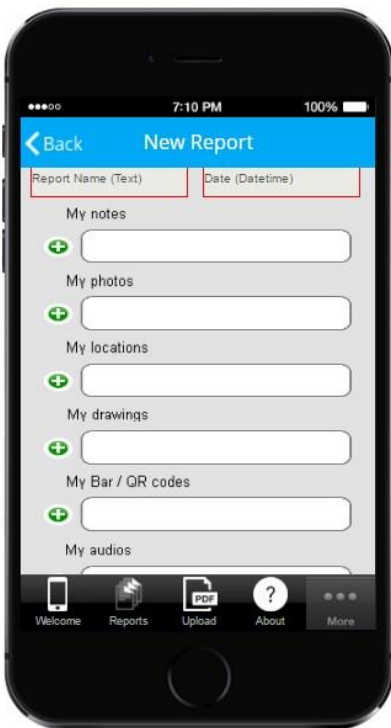 7:10 PM 100%
Back New Report
Report Name (Text) Date (Datetime)
My notes
My photos
My locations
My drawings
My Bar / QR codes
My audios
PDF ?
Welcome Reports Upload About More